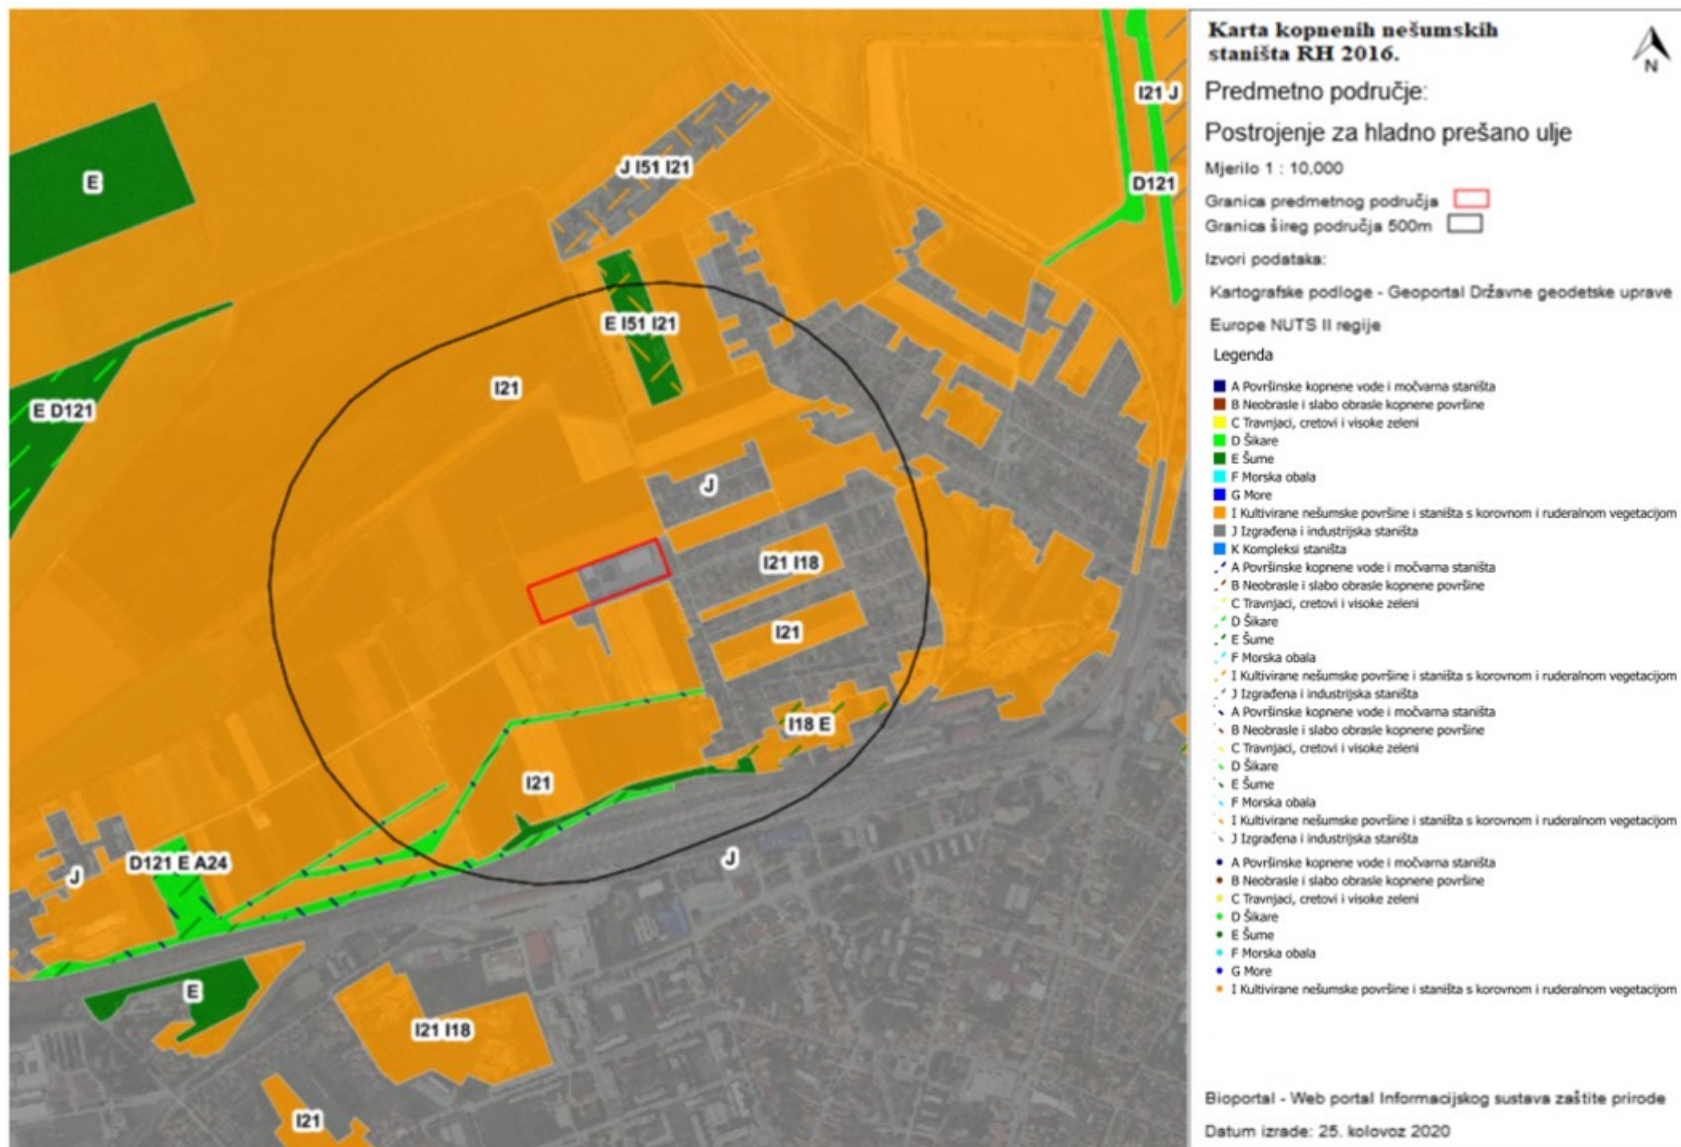 Karta kopnenih nešumskih
staništa RH 2016.
N
Predmetno područje:
Postrojenje za hladno prešano ulje
Mjerilo 1 : 10,000
Granica predmetnog područja
Granica šireg područja 500m
Izvori podataka:
Kartografske podloge - Geoportal Državne geodetske uprave
Europe NUTS II regije
Legenda
A Površinske kopnene vode i močvarna staništa
B Neobrasle i slabo obrasle kopnene površine
C Travnjaci, cretovi i visoke zeleni
D Šikare
E Šume
F Morska obala
G More
I Kultivirane nešumske površine i staništa s korovnom i ruderalnom vegetacijom
J Izgrađena i industrijska staništa
K Kompleksi staništa
A Površinske kopnene vode i močvarna staništa
B Neobrasle i slabo obrasle kopnene površine
C Travnjaci, cretovi i visoke zeleni
D Šikare
E Šume
F Morska obala
I Kultivirane nešumske površine i staništa s korovnom i ruderalnom vegetacijom
J Izgrađena i industrijska staništa
A Površinske kopnene vode i močvarna staništa
B Neobrasle i slabo obrasle kopnene površine
C Travnjaci, cretovi i visoke zeleni
D Šikare
E Šume
F Morska obala
I Kultivirane nešumske površine i staništa s korovnom i ruderalnom vegetacijom
J Izgrađena i industrijska staništa
A Površinske kopnene vode i močvarna staništa
B Neobrasle i slabo obrasle kopnene površine
C Travnjaci, cretovi i visoke zeleni
D Šikare
E Šume
F Morska obala
G More
I Kultivirane nešumske površine i staništa s korovnom i ruderalnom vegetacijom
Bioportal - Web portal Informacijskog sustava zaštite prirode
Datum izrade: 25. kolovoz 2020
I21 J
J I51 I21
E
D121
E I51 I21
I21
E D121
J
I21 I18
I21
I18 E
I21
J
D121 E A24
J
E
I21 I18
I21